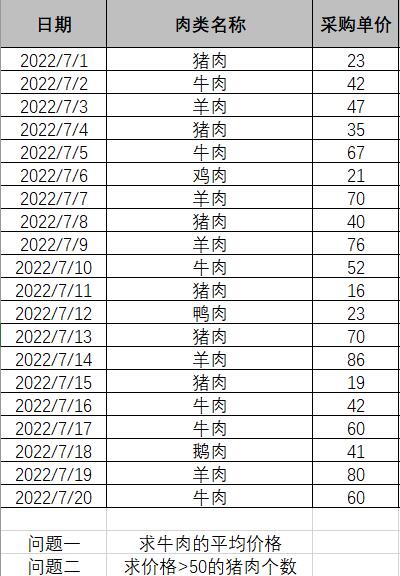 日期 肉类名称 采购单价
2022/7/1 猪肉 23
2022/7/2 牛肉 42
2022/7/3 羊肉 47
2022/7/4 猪肉 35
2022/7/5 牛肉 67
2022/7/6 鸡肉 21
2022/7/7 羊肉 70
2022/7/8 猪肉 40
2022/7/9 羊肉 76
2022/7/10 牛肉 52
2022/7/11 猪肉 16
2022/7/12 鸭肉 23
2022/7/13 猪肉 70
2022/7/14 羊肉 86
2022/7/15 猪肉 19
2022/7/16 牛肉 42
2022/7/17 牛肉 60
2022/7/18 鹅肉 41
2022/7/19 羊肉 80
2022/7/20 牛肉 60
问题一 求牛肉的平均价格
问题二 求价格>50的猪肉个数